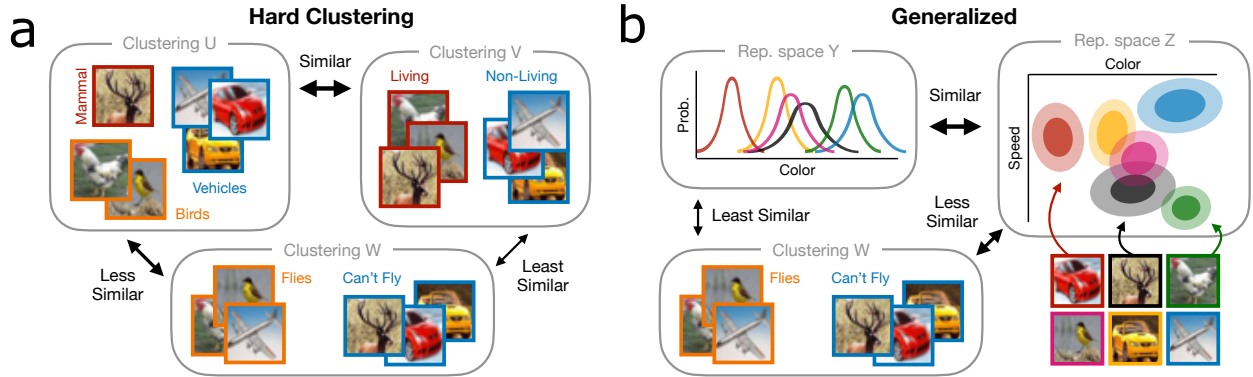 a
Hard Clustering
Clustering U
Mammal
Birds
Vehicles
Similar
Clustering V
Living
Non-Living
Less
Similar
Clustering W
Flies
Can't Fly
Least
Similar
b
Generalized
Rep. space Y
Prob.
Color
Similar
Rep. space Z
Color
Speed
Least Similar
Less
Similar
Clustering W
Flies
Can't Fly